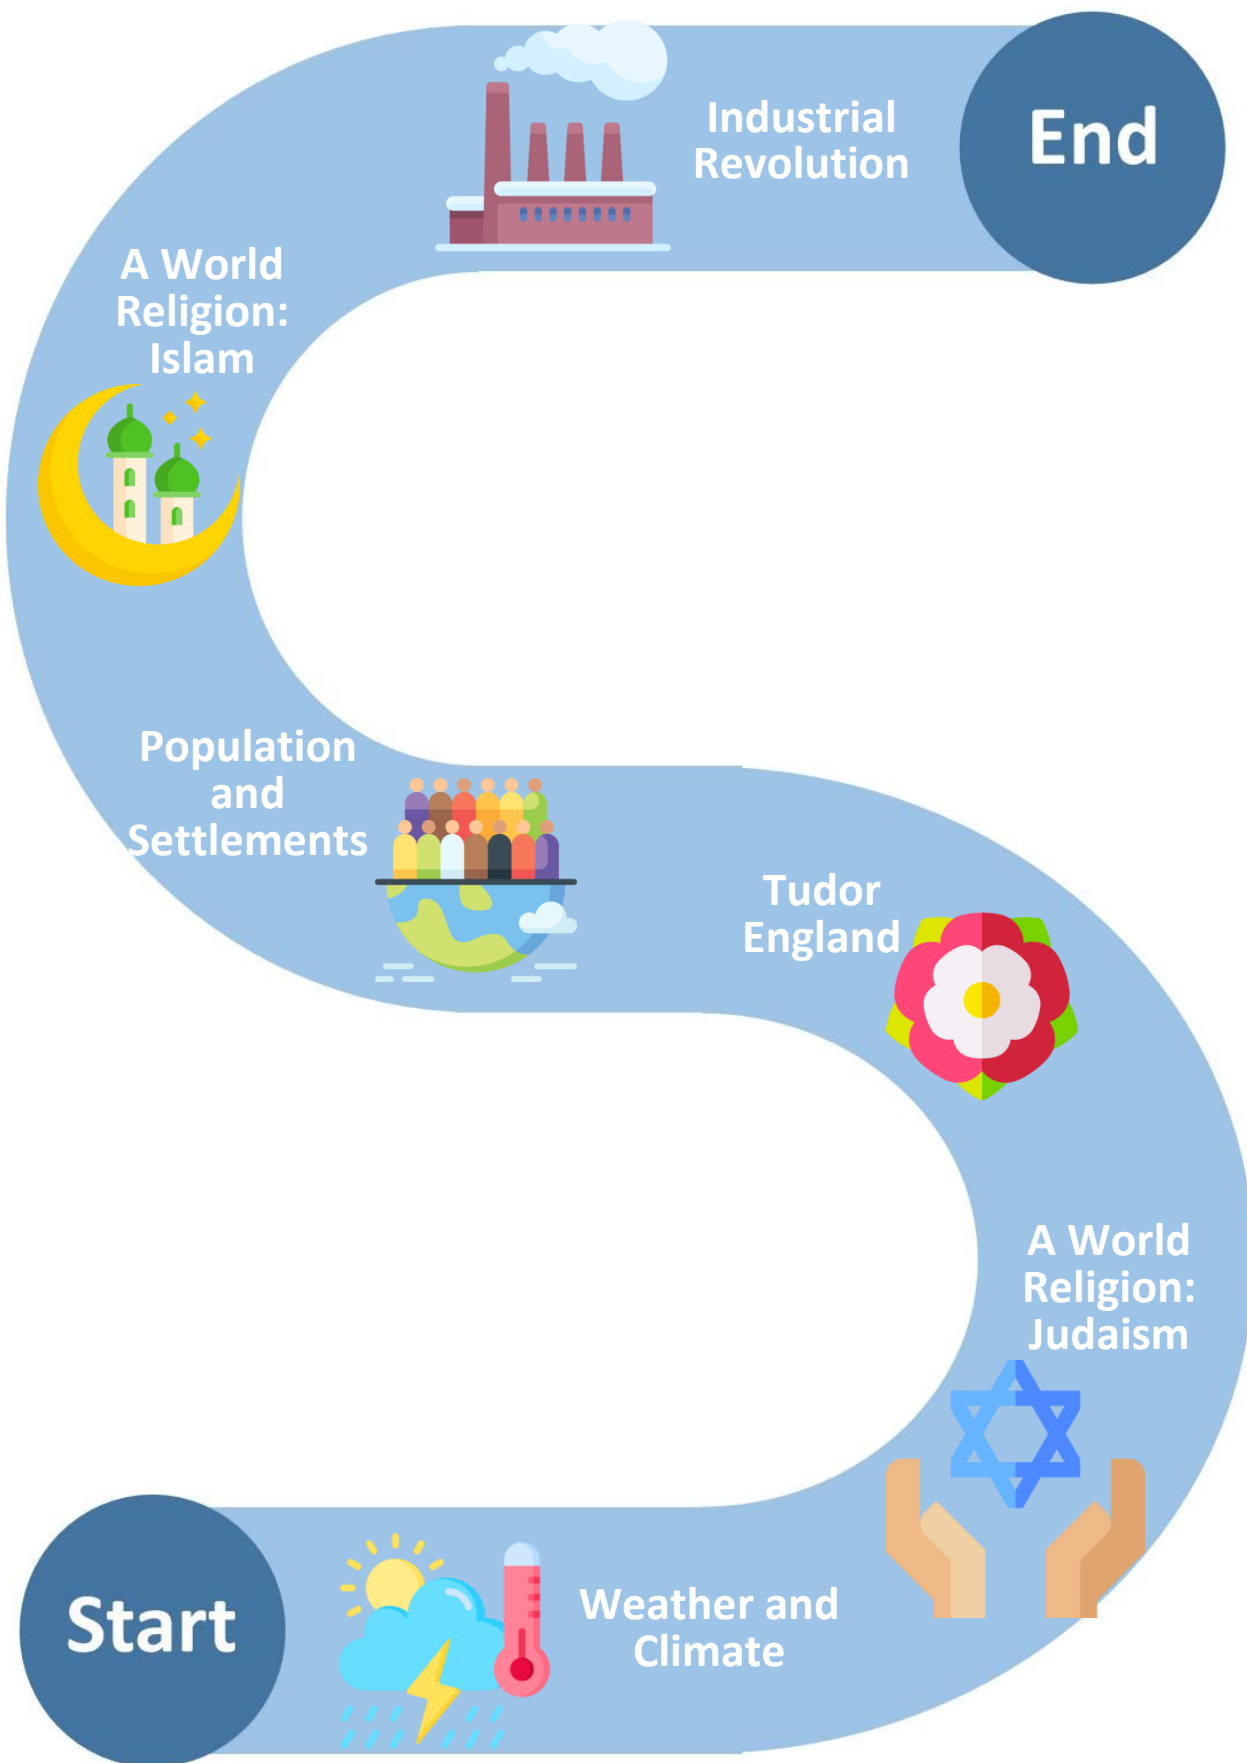 Industrial
Revolution
End
A World
Religion:
Islam
Population
and
Settlements
Tudor
England
A World
Religion:
Judaism
Start
Weather and
Climate